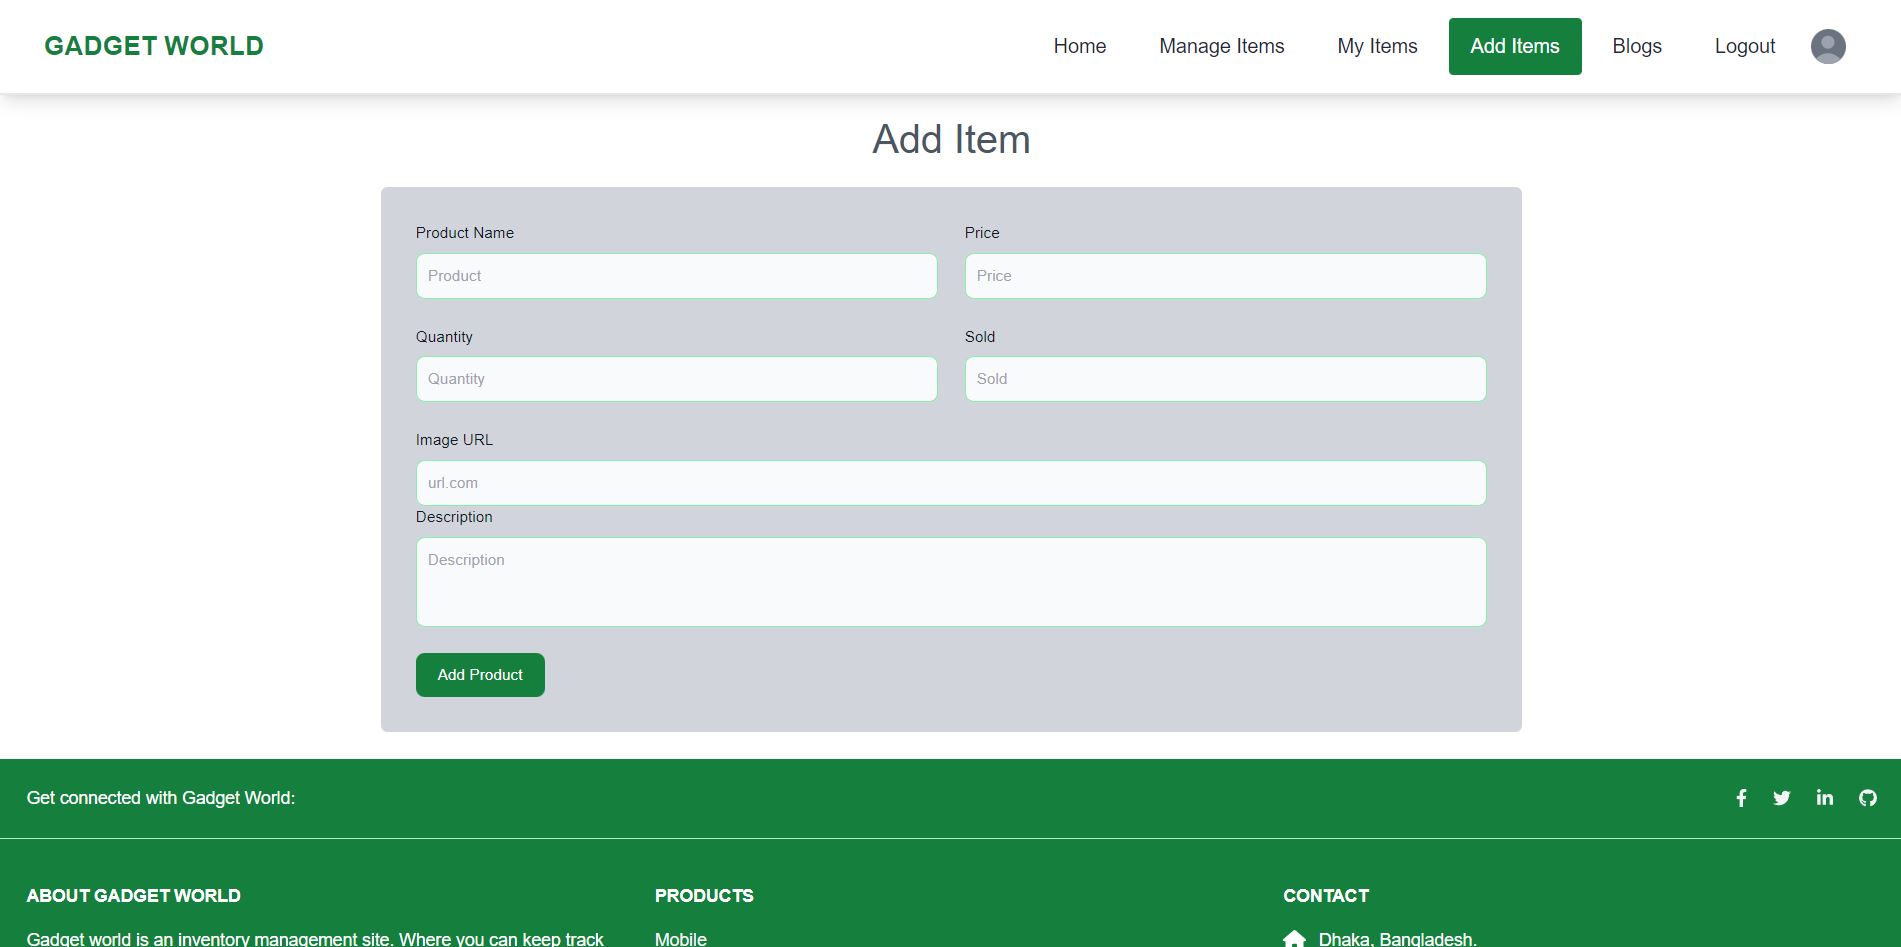 GADGET WORLD
Home Manage Items My Items Add Items Blogs Logout
Add Item
Product Name Price
Product Price
Quantity Sold
Quantity Sold
Image URL
url.com
Description
Description
Add Product
Get connected with Gadget World:
ABOUT GADGET WORLD PRODUCTS CONTACT
Gadget world is an inventory management site. Where you can keep track Mobile Dhaka, Bangladesh.